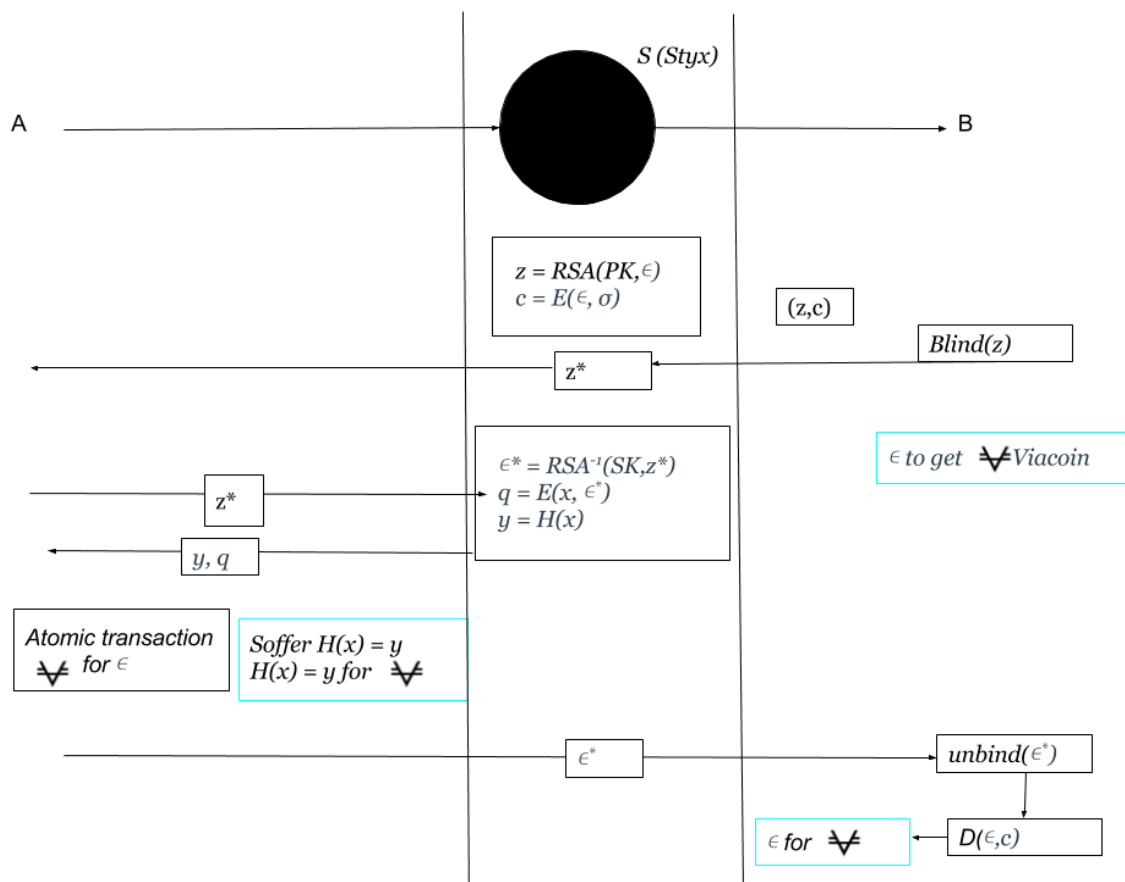 S (Styx)
A
B
z = RSA(PK,ϵ)
c = E(ϵ, σ)
(z,c)
Blind(z)
z*
ϵ* = RSA⁻¹(SK,z*)
q = E(x, ϵ*)
y = H(x)
ϵ to get Viacoin
z*
y, q
Atomic transaction
for ϵ
Soffer H(x) = y
H(x) = y for
ϵ*
unbind(ϵ*)
ϵ for
D(ϵ,c)